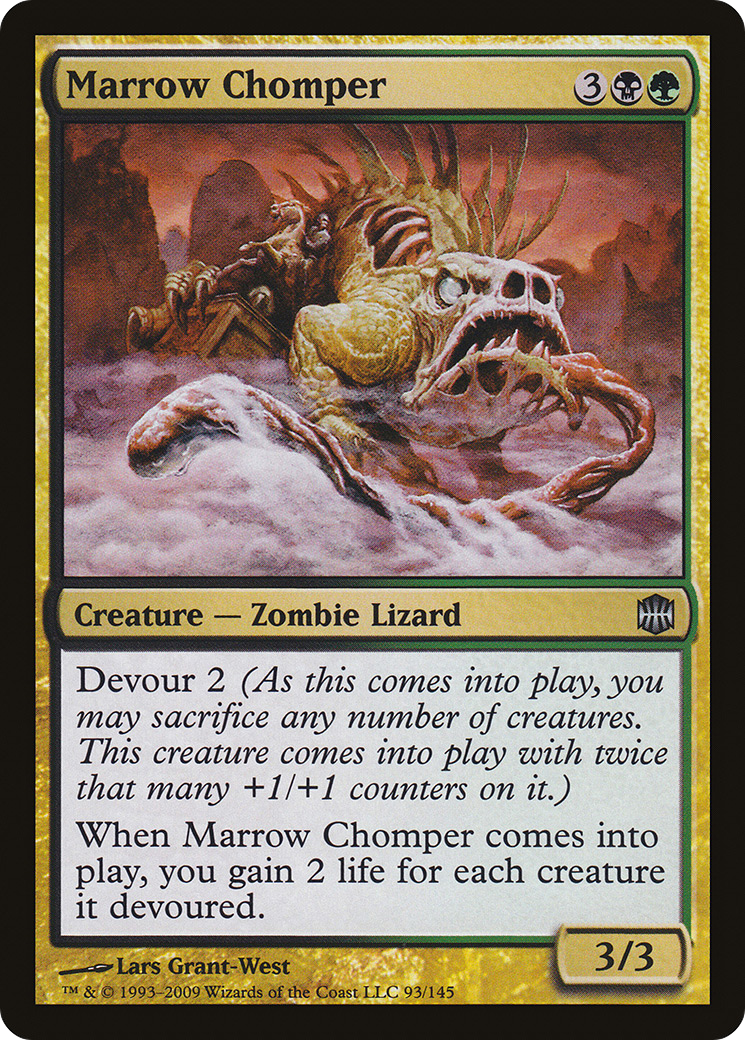 Marrow Chomper 3
Creature — Zombie Lizard
Devour 2 (As this comes into play, you
may sacrifice any number of creatures.
This creature comes into play with twice
that many +1/+1 counters on it.)
When Marrow Chomper comes into
play, you gain 2 life for each creature
it devoured.
3/3
Lars Grant-West
™ & © 1993–2009 Wizards of the Coast LLC 93/145